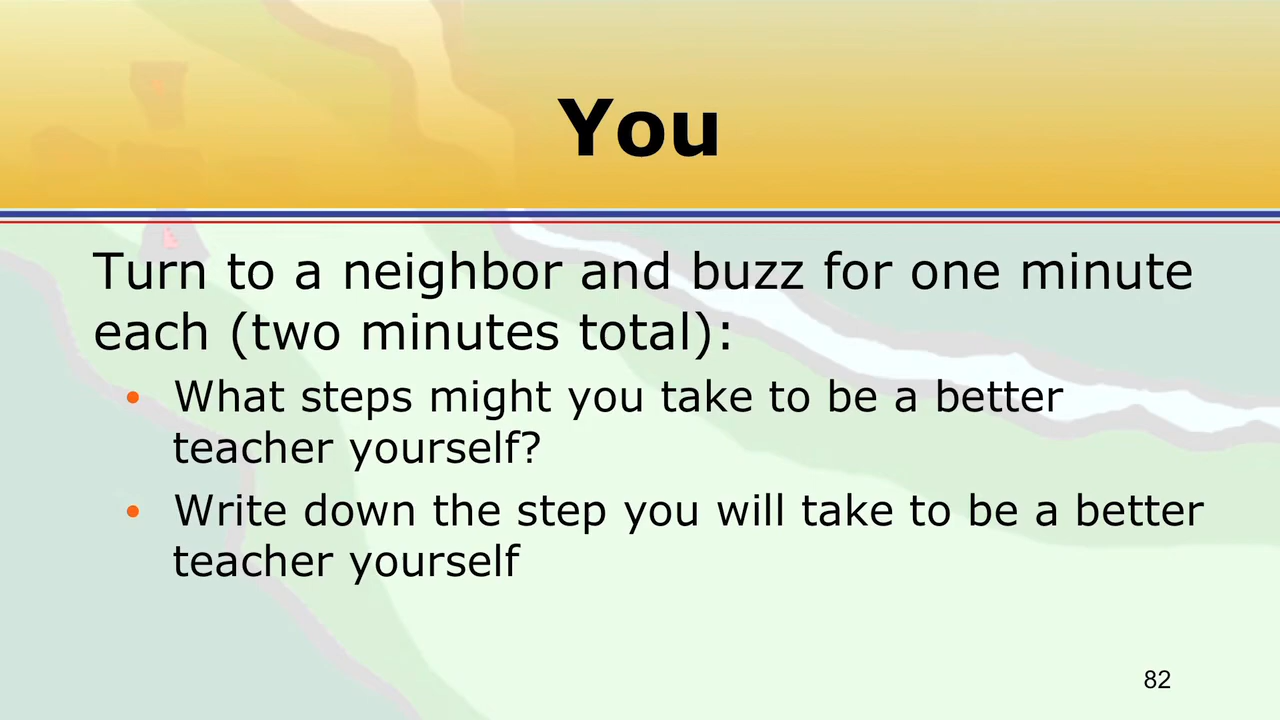 You
Turn to a neighbor and buzz for one minute
each (two minutes total):
• What steps might you take to be a better
teacher yourself?
• Write down the step you will take to be a better
teacher yourself
82